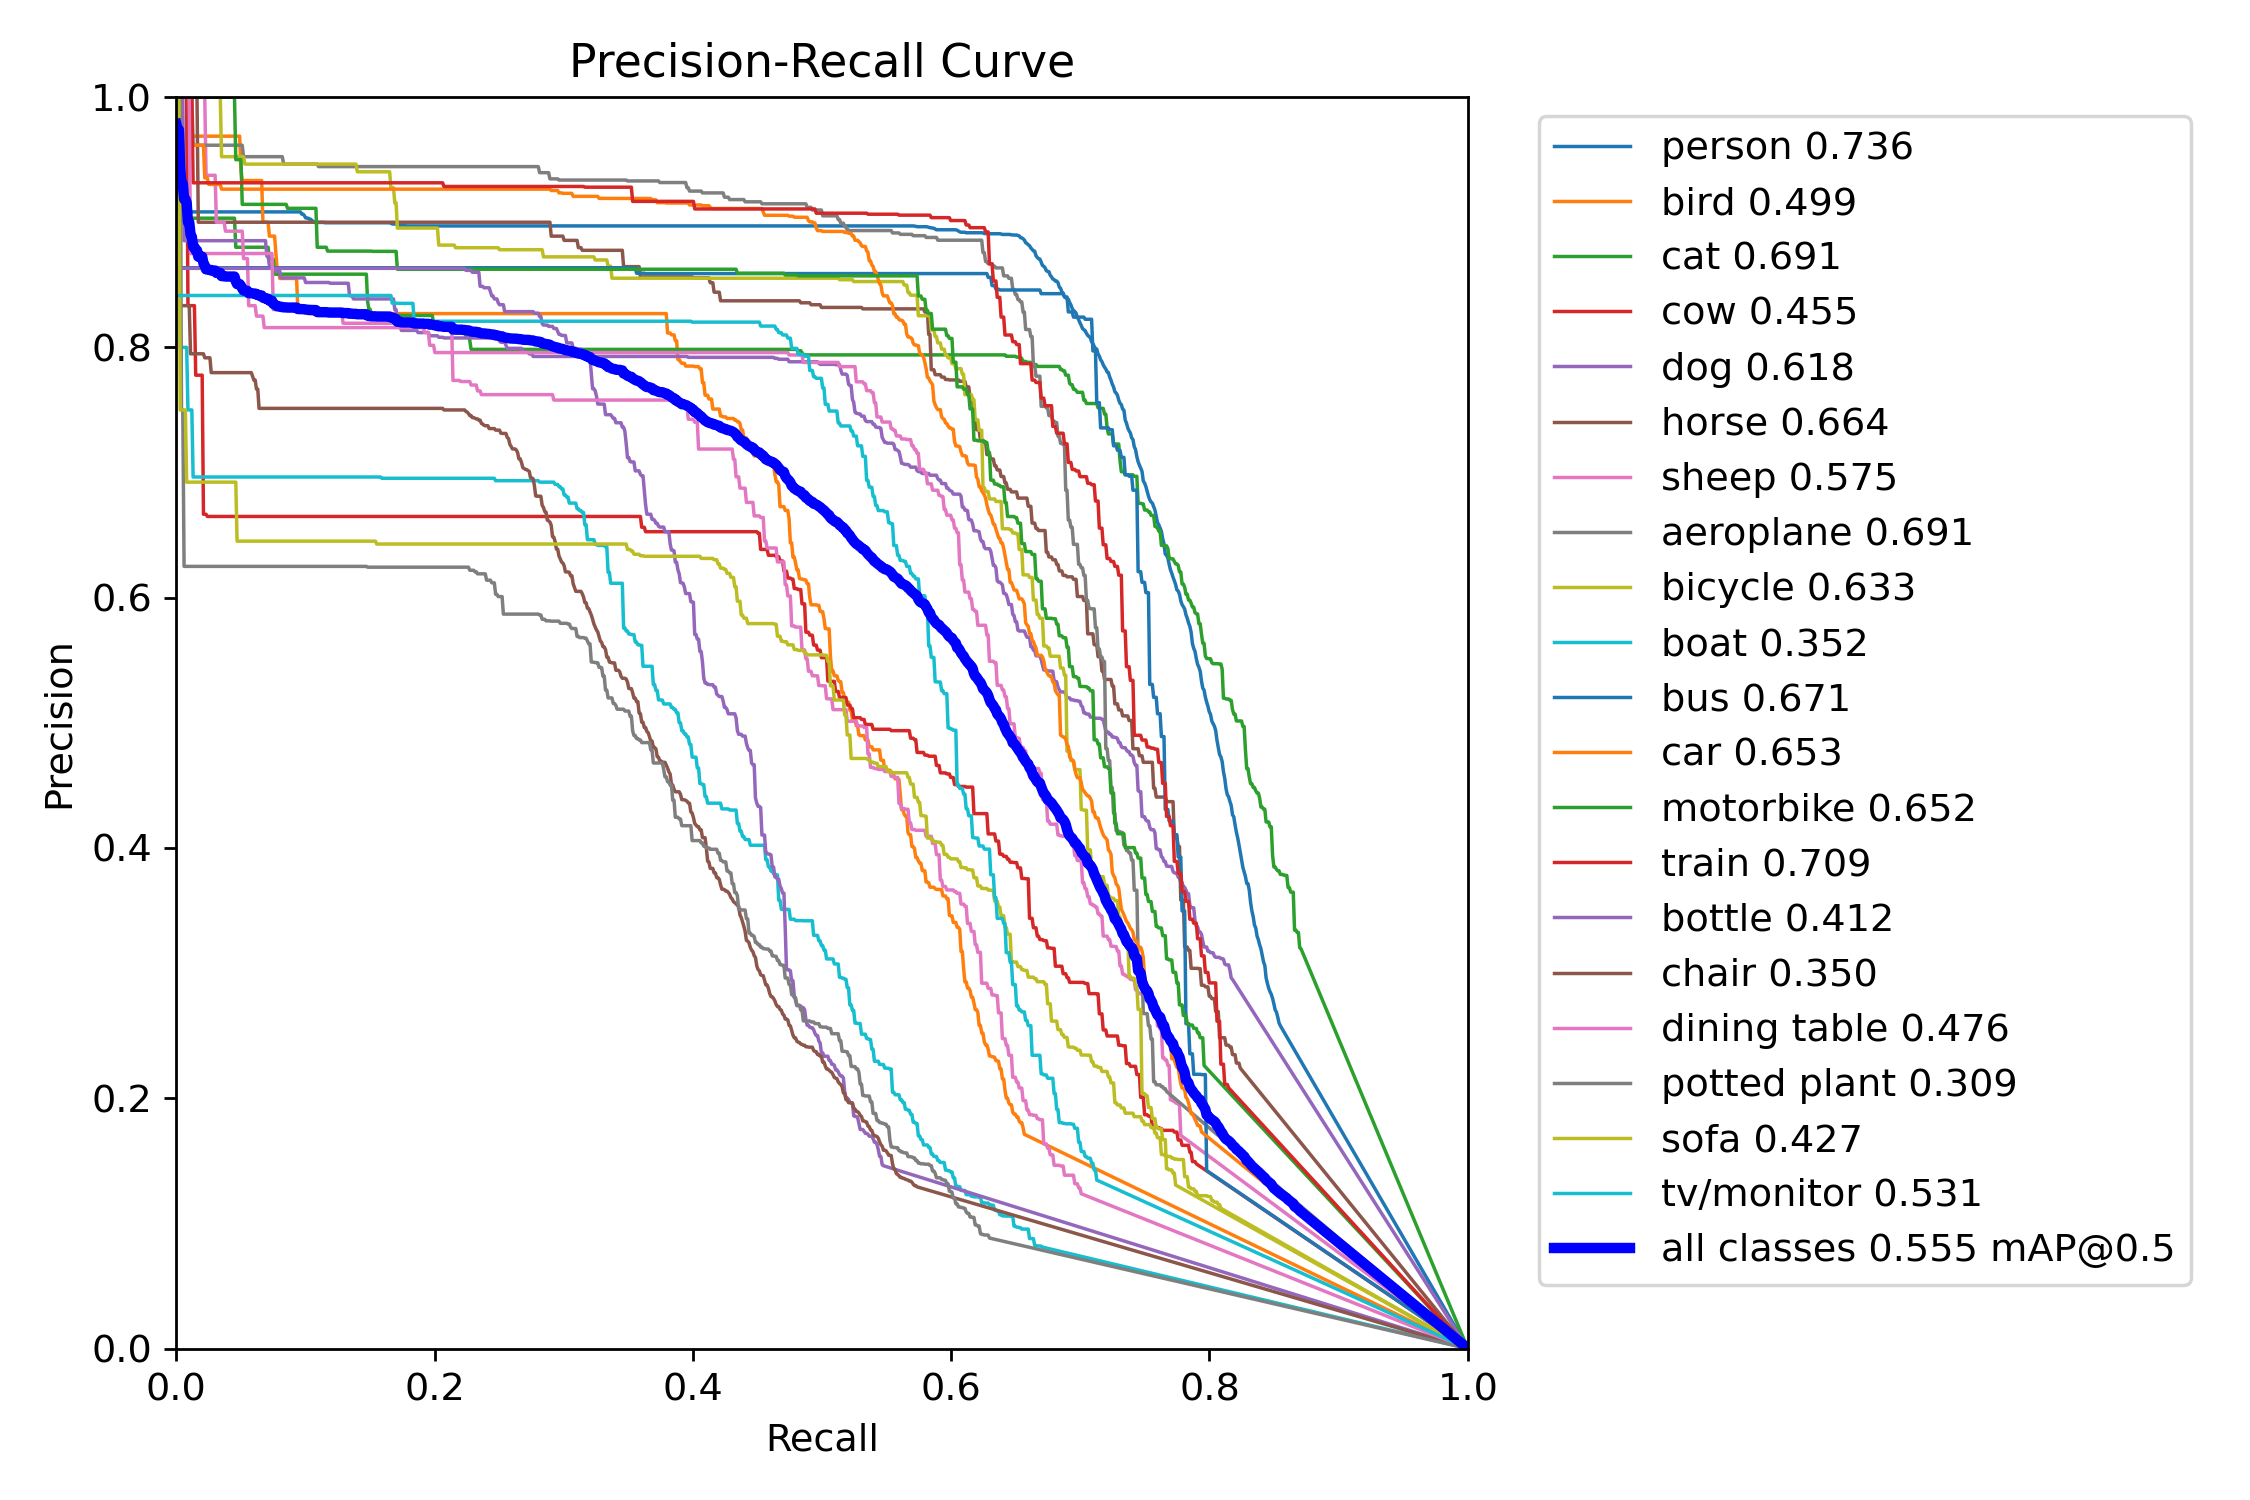 Precision-Recall Curve
1.0
0.8
0.6
0.4
0.2
0.0
Precision
0.0 0.2 0.4 0.6 0.8 1.0
Recall
person 0.736
bird 0.499
cat 0.691
cow 0.455
dog 0.618
horse 0.664
sheep 0.575
aeroplane 0.691
bicycle 0.633
boat 0.352
bus 0.671
car 0.653
motorbike 0.652
train 0.709
bottle 0.412
chair 0.350
dining table 0.476
potted plant 0.309
sofa 0.427
tv/monitor 0.531
all classes 0.555 mAP@0.5